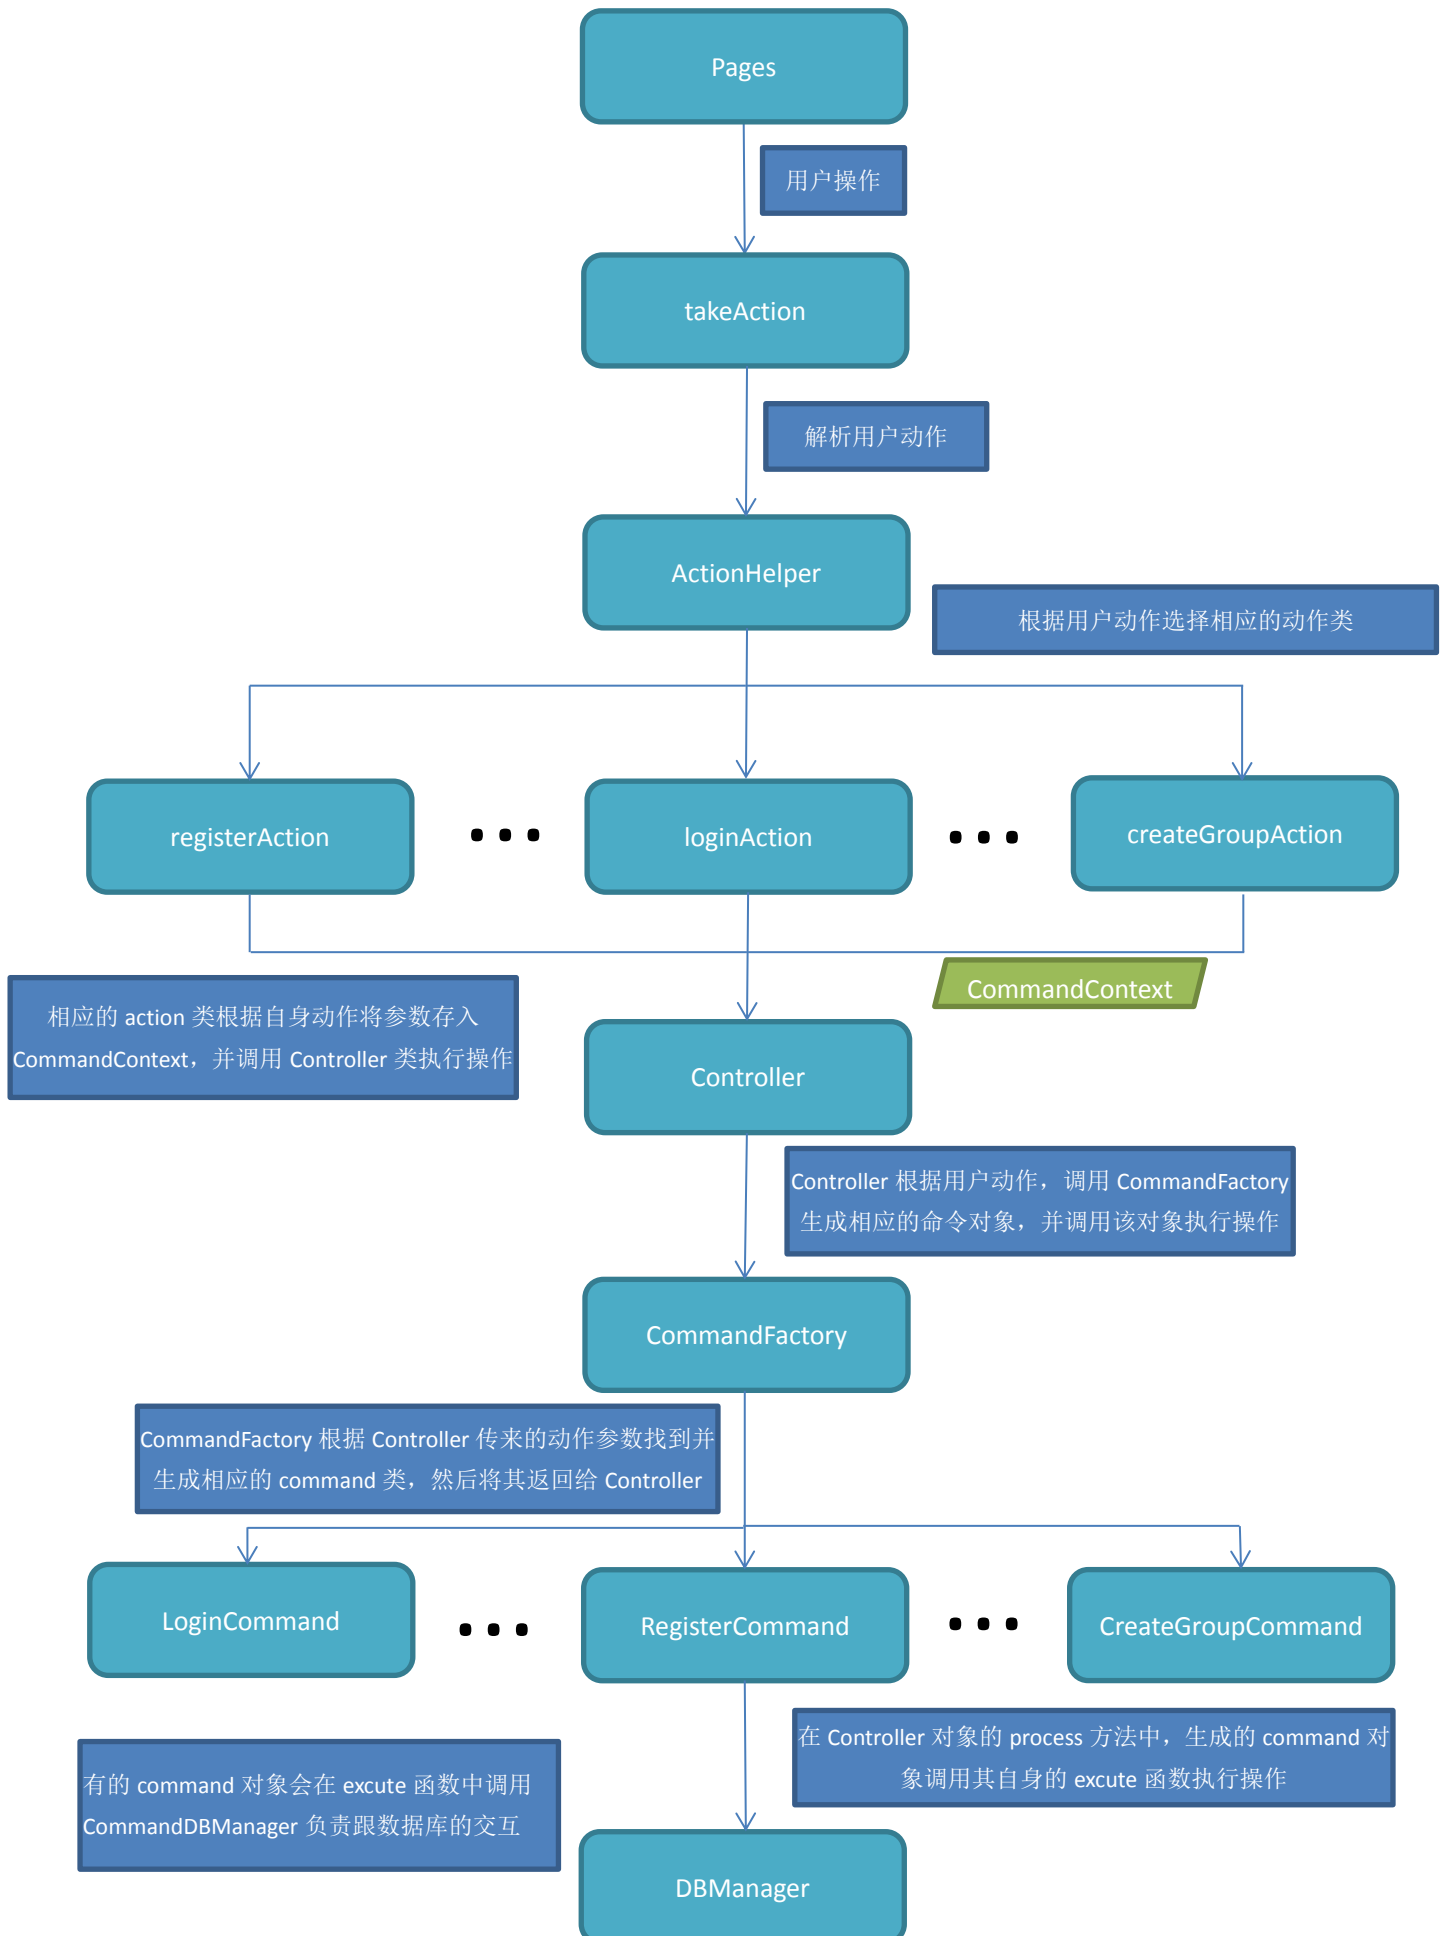 Pages
用户操作
takeAction
解析用户动作
ActionHelper
根据用户动作选择相应的动作类
registerAction
loginAction
createGroupAction
CommandContext
相应的 action 类根据自身动作将参数存入
CommandContext，并调用 Controller 类执行操作
Controller
Controller 根据用户动作，调用 CommandFactory
生成相应的命令对象，并调用该对象执行操作
CommandFactory
CommandFactory 根据 Controller 传来的动作参数找到并
生成相应的 command 类，然后将其返回给 Controller
LoginCommand
RegisterCommand
CreateGroupCommand
在 Controller 对象的 process 方法中，生成的 command 对
象调用其自身的 excute 函数执行操作
有的 command 对象会在 excute 函数中调用
CommandDBManager 负责跟数据库的交互
DBManager